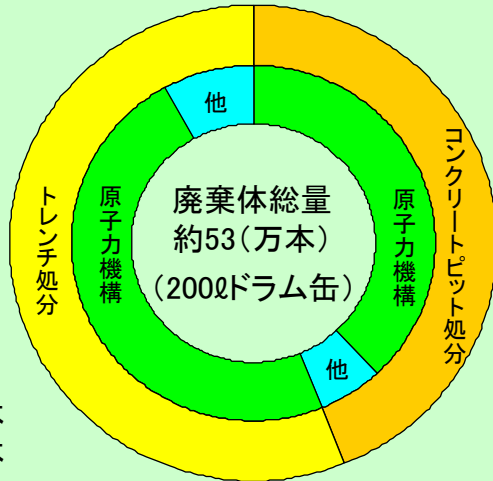 他
コンクリートピット処分
トレンチ処分
原子力機構
原子力機構
廃棄体総量
約53(万本)
(200ℓドラム缶)
他